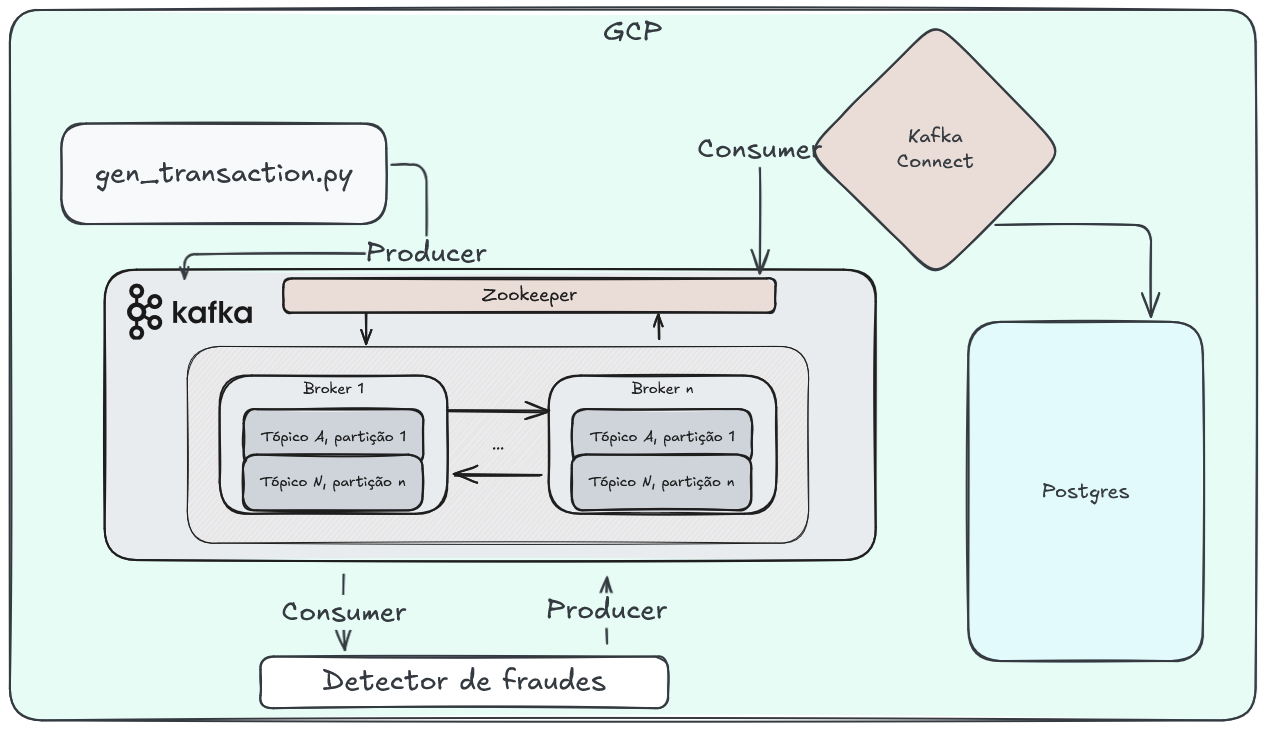 GCP
gen_transaction.py
Consumer
Kafka
Connect
Producer
kafka
Zookeeper
Broker 1
Tópico A, partição 1
Tópico N, partição n
...
Broker n
Tópico A, partição 1
Tópico N, partição n
Postgres
Consumer
Producer
Detector de fraudes